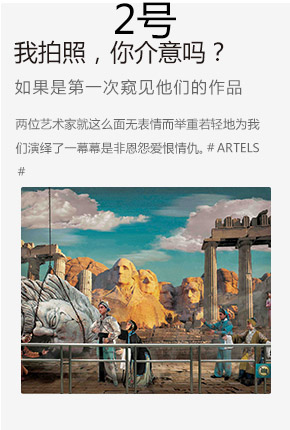 2号
我拍照，你介意吗？
如果是第一次窥见他们的作品
两位艺术家就这么面无表情而举重若轻地为我
们演绎了一幕幕是非恩怨爱恨情仇。# ARTELS
#